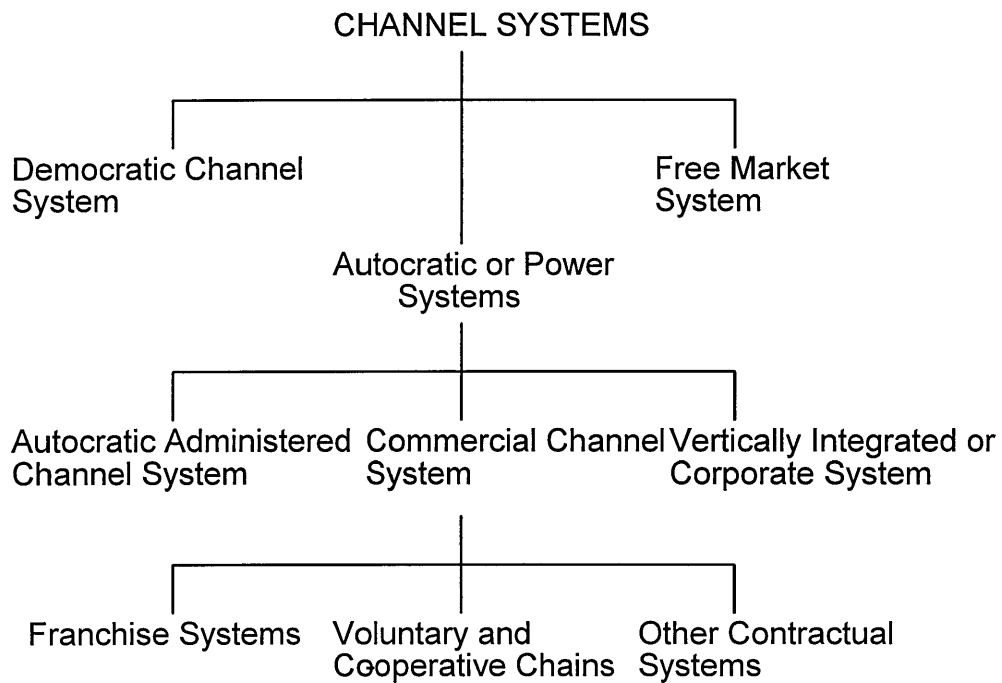 CHANNEL SYSTEMS
Democratic Channel
System
Free Market
System
Autocratic or Power
Systems
Autocratic Administered
Channel System
Commercial Channel
System
Vertically Integrated or
Corporate System
Franchise Systems
Voluntary and
Cooperative Chains
Other Contractual
Systems